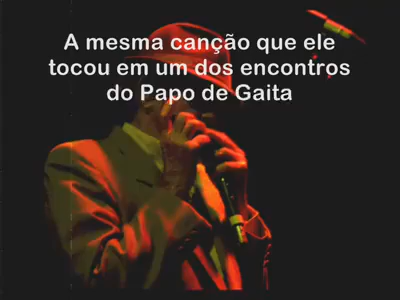 A mesma canção que ele
tocou em um dos encontros
do Papo de Gaita